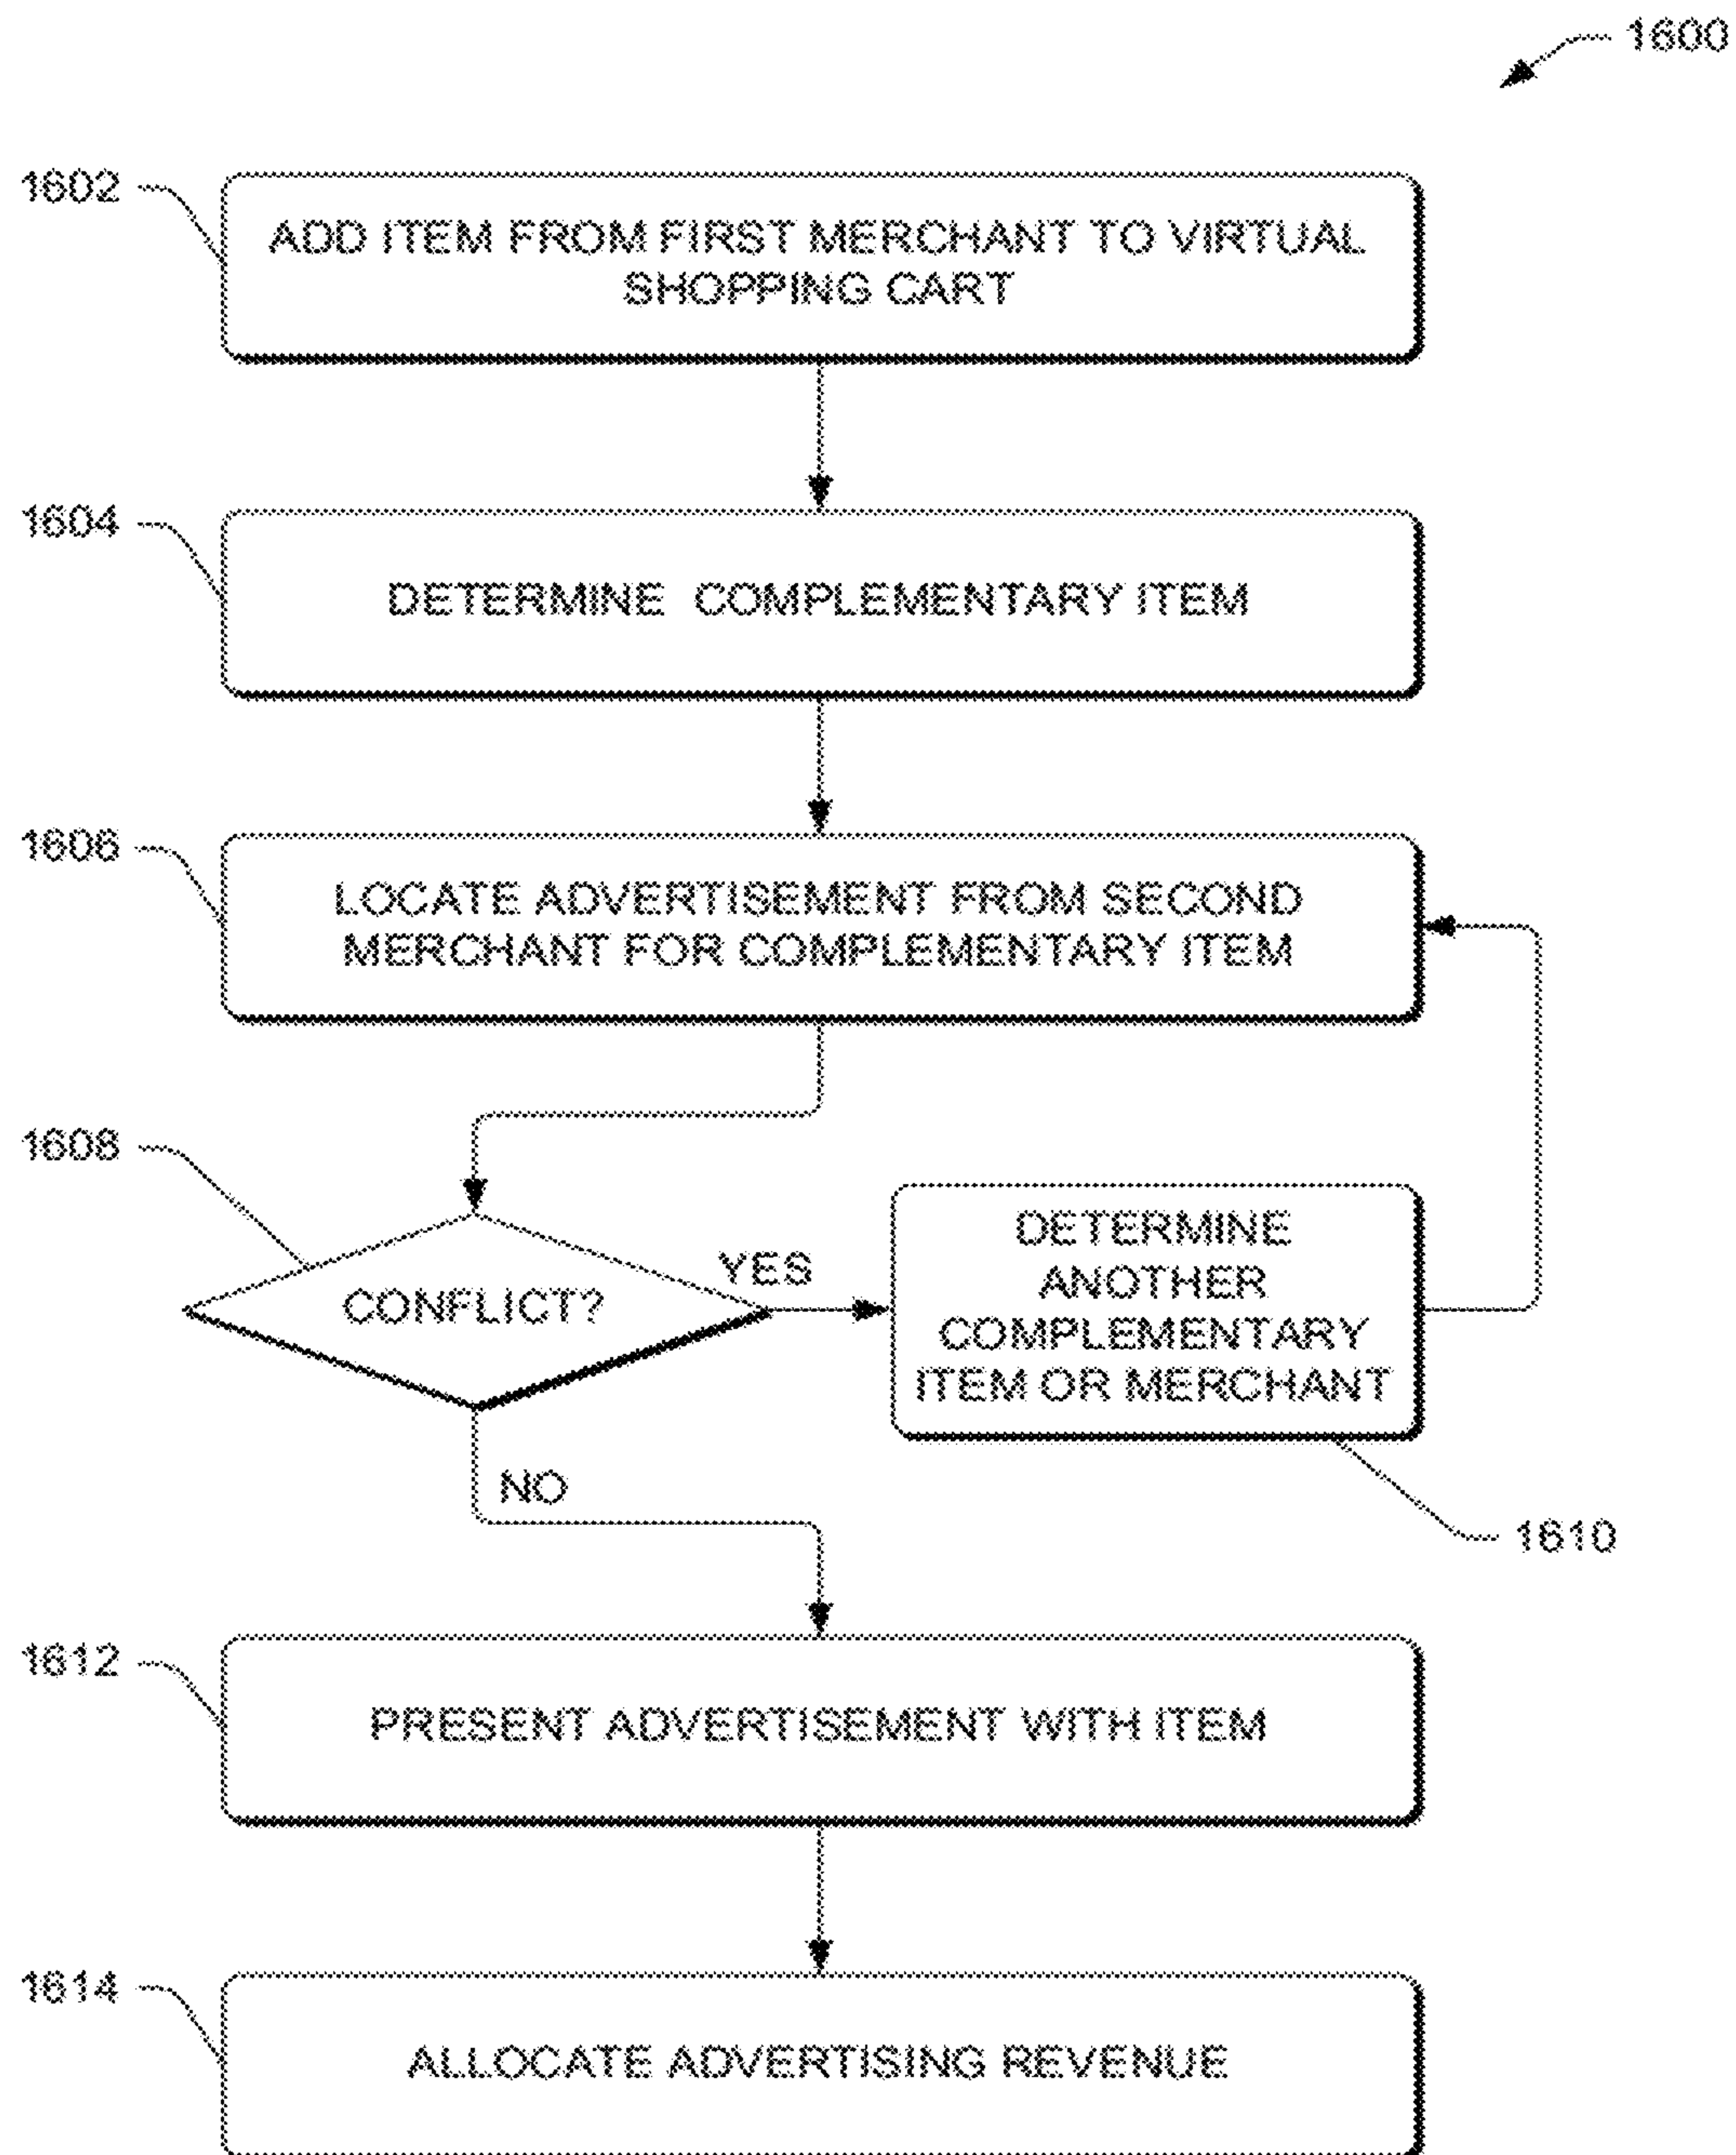 1600
1602
ADD ITEM FROM FIRST MERCHANT TO VIRTUAL
SHOPPING CART
1604
DETERMINE COMPLEMENTARY ITEM
1606
LOCATE ADVERTISEMENT FROM SECOND
MERCHANT FOR COMPLEMENTARY ITEM
1608
CONFLICT?
YES
DETERMINE
ANOTHER
COMPLEMENTARY
ITEM OR MERCHANT
NO
1610
1612
PRESENT ADVERTISEMENT WITH ITEM
1614
ALLOCATE ADVERTISING REVENUE